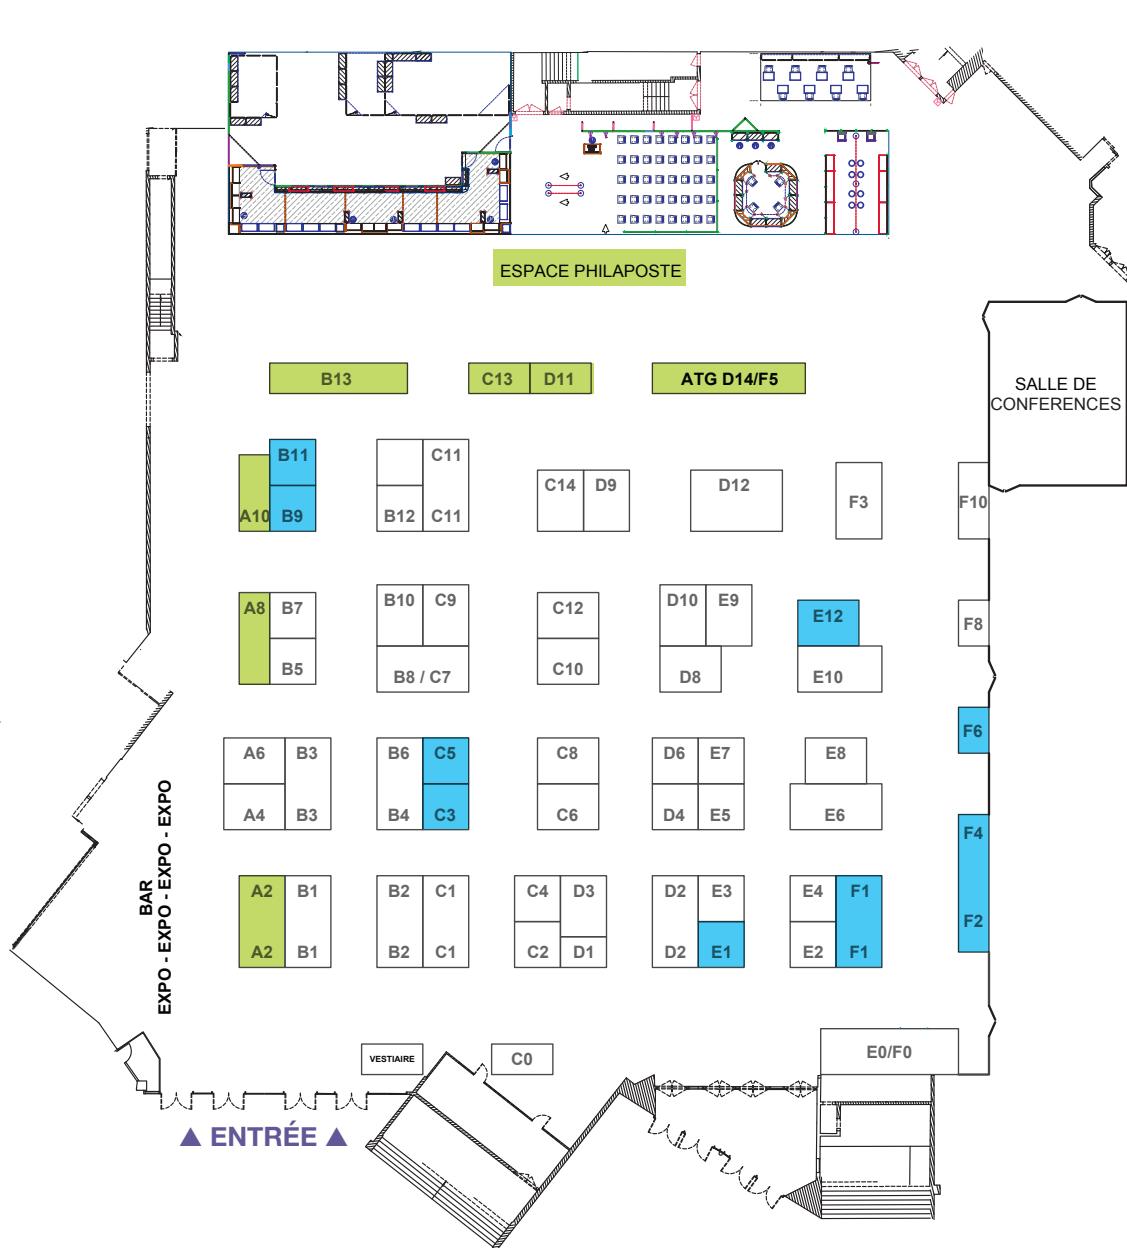 ESPACE PHILAPOSTE
SALLE DE
CONFERENCES
B13
C13
D11
ATG D14/F5
B11
A10
B9
C11
B12
C11
C14
D9
D12
F3
F10
A8
B7
B5
B10
C9
B8 / C7
C12
C10
D10
E9
D8
E12
E10
F8
F6
A6
B3
A4
B3
B6
C5
B4
C3
C8
C6
D6
E7
D4
E5
E8
E6
F4
F2
BAR
EXPO - EXPO - EXPO - EXPO
A2
B1
A2
B1
B2
C1
B2
C1
C4
D3
C2
D1
D2
E3
D2
E1
E4
F1
E2
F1
VESTIAIRE
C0
E0/F0
▲ ENTRÉE ▲